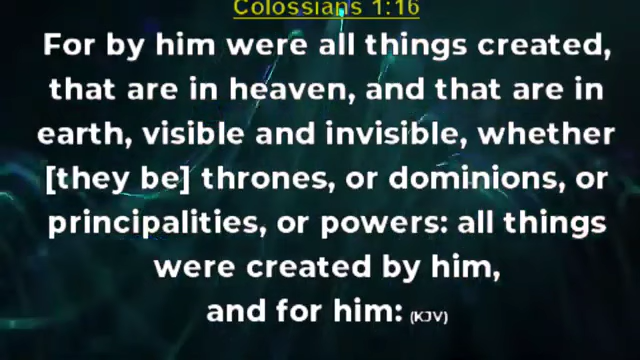 Colossians 1:16
For by him were all things created,
that are in heaven, and that are in
earth, visible and invisible, whether
[they be] thrones, or dominions, or
principalities, or powers: all things
were created by him,
and for him: (KJV)